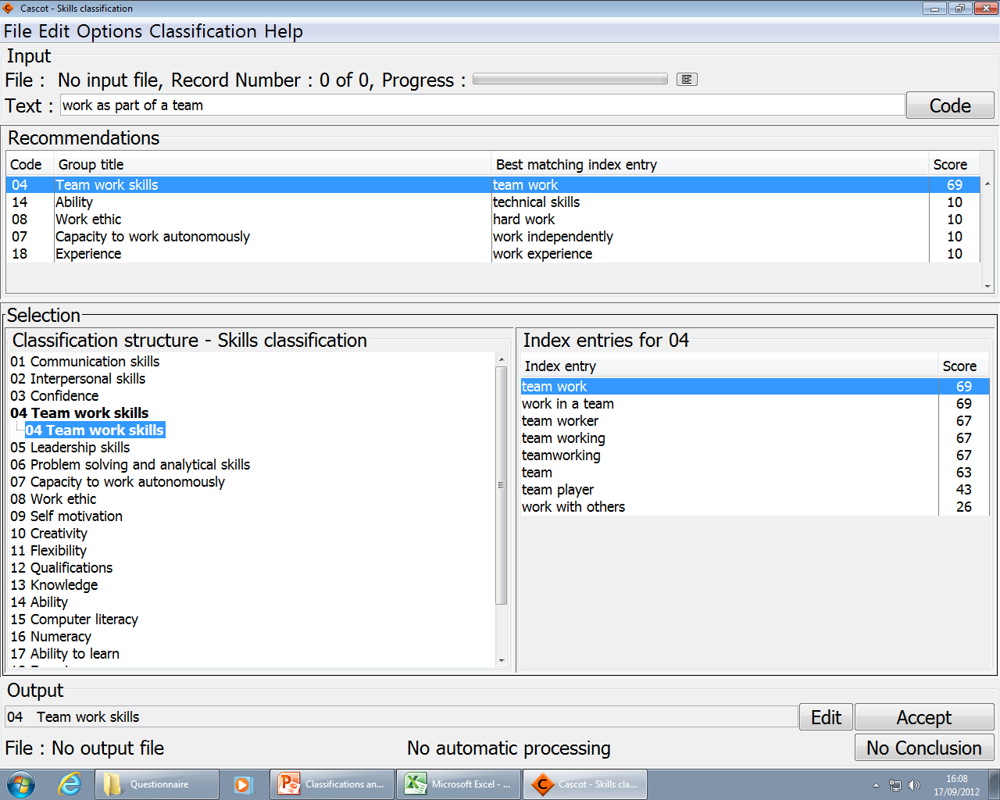 Cascot - Skills classification
File Edit Options Classification Help
Input
File : No input file, Record Number : 0 of 0, Progress :
Text : work as part of a team Code
Recommendations
Code Group title Best matching index entry Score
04 Team work skills team work 69
14 Ability technical skills 10
08 Work ethic hard work 10
07 Capacity to work autonomously work independently 10
18 Experience work experience 10
Selection
Classification structure - Skills classification
01 Communication skills
02 Interpersonal skills
03 Confidence
04 Team work skills
04 Team work skills
05 Leadership skills
06 Problem solving and analytical skills
07 Capacity to work autonomously
08 Work ethic
09 Self motivation
10 Creativity
11 Flexibility
12 Qualifications
13 Knowledge
14 Ability
15 Computer literacy
16 Numeracy
17 Ability to learn
Index entries for 04
Index entry Score
team work 69
work in a team 69
team worker 67
team working 67
teamworking 67
team 63
team player 43
work with others 26
Output
04 Team work skills Edit Accept
File : No output file No automatic processing No Conclusion
Questionnaire Classifications an... Microsoft Excel - ... Cascot - Skills cla... 16:08
17/09/2012